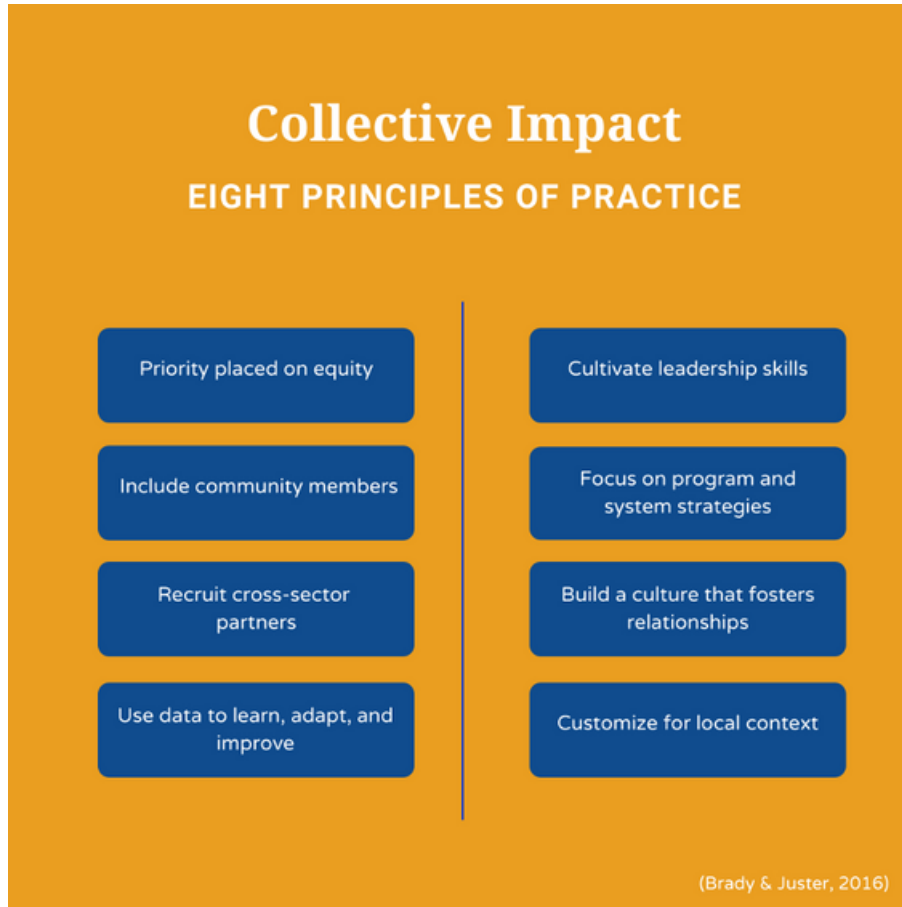 Collective Impact
EIGHT PRINCIPLES OF PRACTICE
Priority placed on equity
Include community members
Recruit cross-sector
partners
Use data to learn, adapt, and
improve
Cultivate leadership skills
Focus on program and
system strategies
Build a culture that fosters
relationships
Customize for local context
(Brady & Juster, 2016)